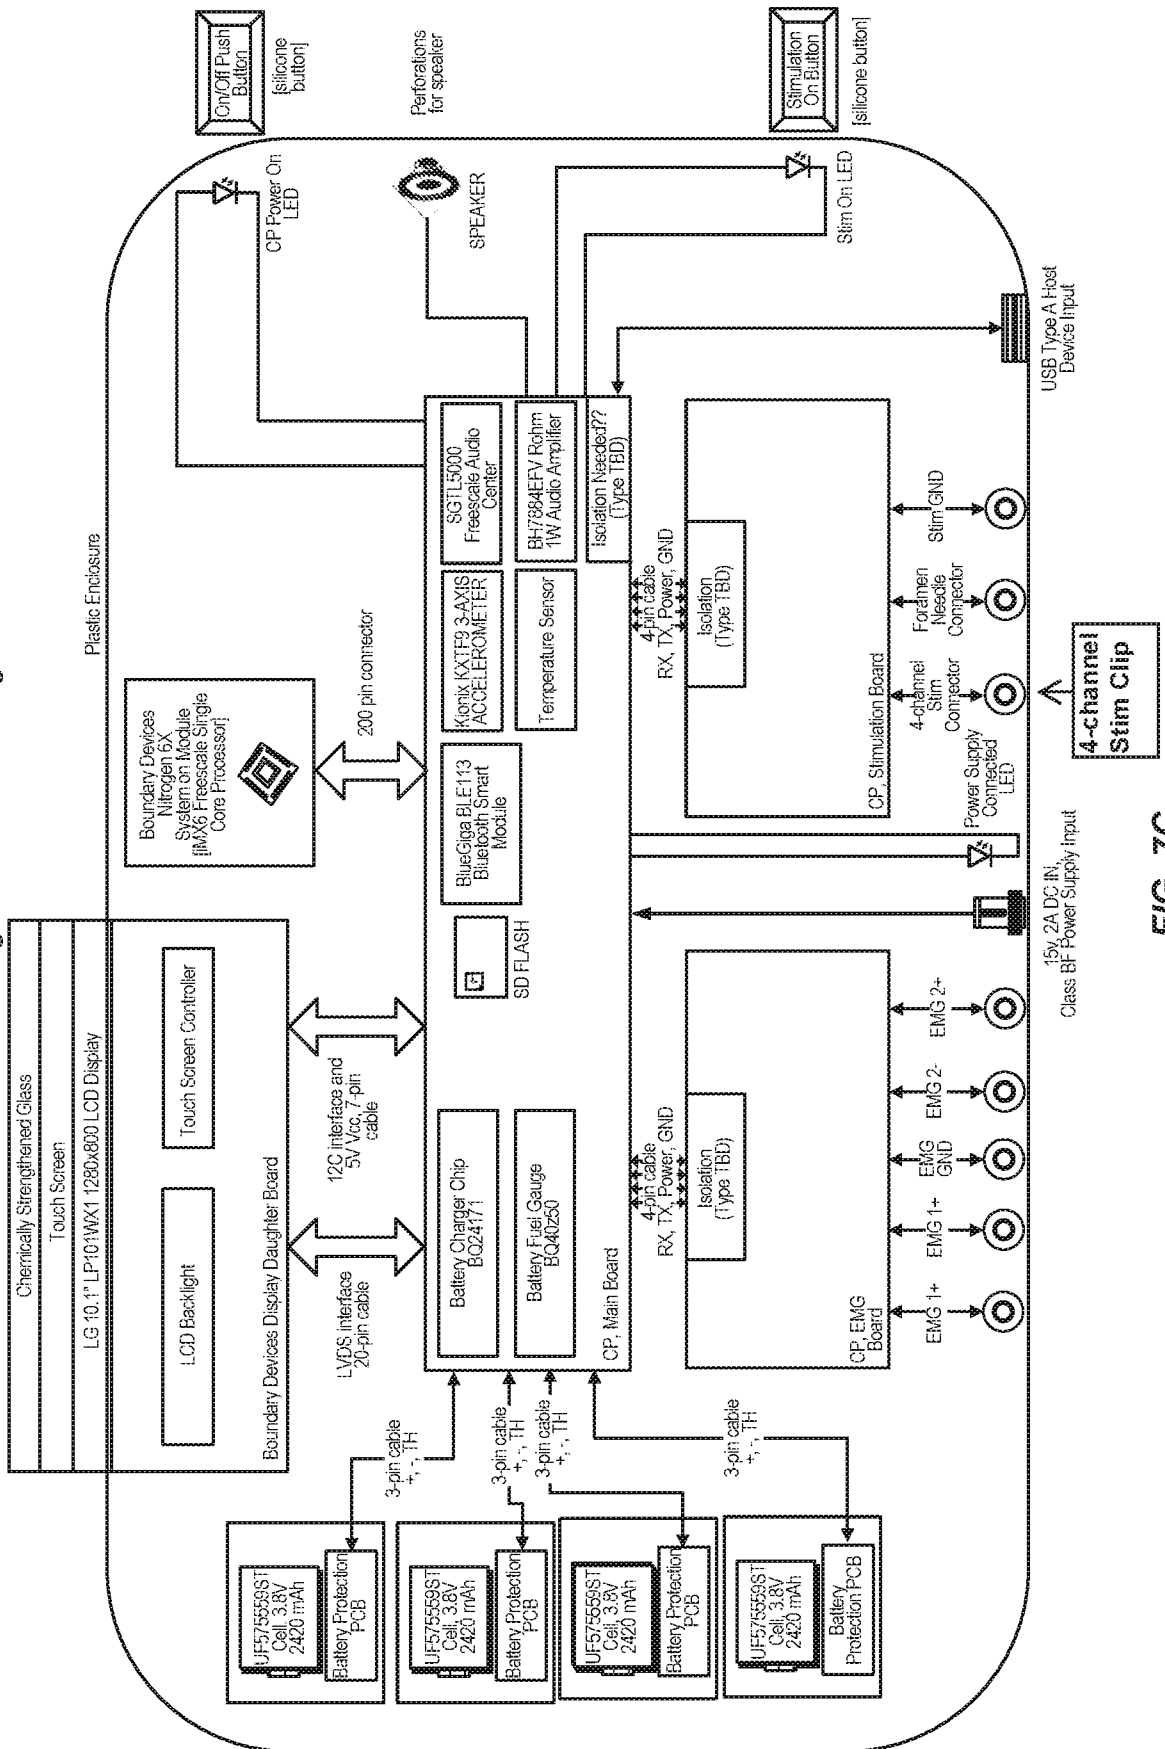 Chemically Strengthened Glass
Touch Screen
LG 10.1" LP101WX1 1280x800 LCD Display
LCD Backlight
Touch Screen Controller
Boundary Devices Display Daughter Board
Plastic Enclosure
Boundary Devices
Nitrogen 6X
System on Module
[iMX6 Freescale Single
Core Processor]
200 pin connector
On/Off Push
Button
[silicone
button]
CP Power On
LED
Perforations
for speaker
SPEAKER
Stimulation
On Button
[silicone button]
Stim On LED
LVDS interface
20-pin cable
12C interface and
5V Vcc, 7-pin
cable
UF575559ST
Cell, 3.8V
2420 mAh
Battery Protection
PCB
3-pin cable
+, -, TH
UF575559ST
Cell, 3.8V
2420 mAh
Battery Protection
PCB
3-pin cable
+, -, TH
UF575559ST
Cell, 3.8V
2420 mAh
Battery Protection
PCB
3-pin cable
+, -, TH
UF575559ST
Cell, 3.8V
2420 mAh
Battery
Protection PCB
3-pin cable
+, -, TH
Battery Charger Chip
BQ24171
Battery Fuel Gauge
BQ40z50
CP, Main Board
SD FLASH
BlueGiga BLE113
Bluetooth Smart
Module
Kionix KXTF9 3-AXIS
ACCELEROMETER
Temperature Sensor
SGTL5000
Freescale Audio
Center
BH7884EFV Rohm
1W Audio Amplifier
Isolation Needed??
(Type TBD)
4-pin cable
RX, TX, Power, GND
Isolation
(Type TBD)
CP, EMG
Board
EMG 1+
EMG 1+
EMG
GND
EMG 2-
EMG 2+
15v, 2A DC IN,
Class BF Power Supply Input
Power Supply
Connected
LED
4-pin cable
RX, TX, Power, GND
Isolation
(Type TBD)
CP, Stimulation Board
4-channel
Stim
Connector
Foramen
Needle
Connector
Stim GND
USB Type A Host
Device Input
4-channel
Stim Clip
FIG. 7C